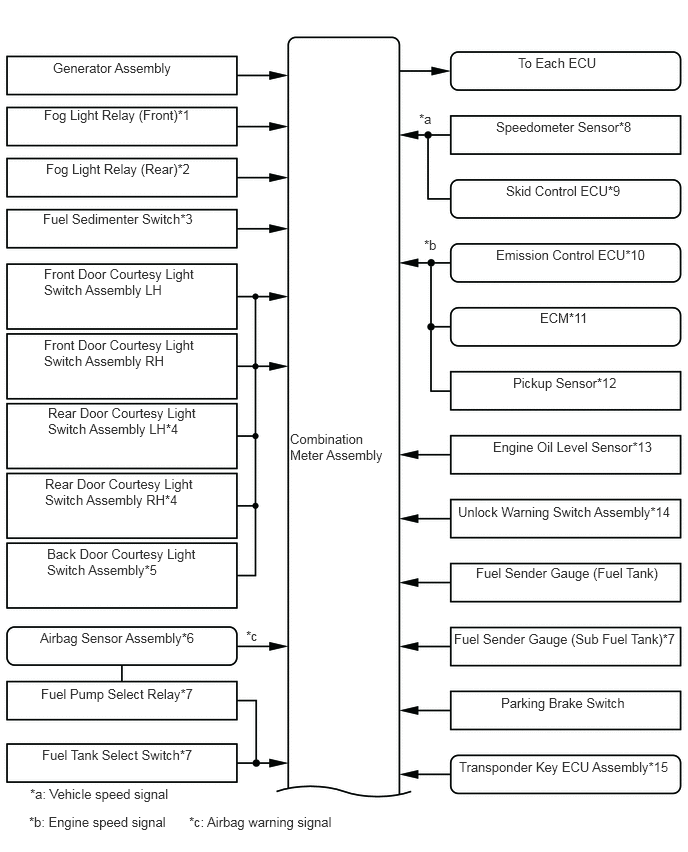 Generator Assembly
Fog Light Relay (Front)*1
Fog Light Relay (Rear)*2
Fuel Sedimenter Switch*3
Front Door Courtesy Light
Switch Assembly LH
Front Door Courtesy Light
Switch Assembly RH
Rear Door Courtesy Light
Switch Assembly LH*4
Rear Door Courtesy Light
Switch Assembly RH*4
Back Door Courtesy Light
Switch Assembly*5
Airbag Sensor Assembly*6
*c
Fuel Pump Select Relay*7
Fuel Tank Select Switch*7
Combination
Meter Assembly
To Each ECU
*a
Speedometer Sensor*8
Skid Control ECU*9
*b
Emission Control ECU*10
ECM*11
Pickup Sensor*12
Engine Oil Level Sensor*13
Unlock Warning Switch Assembly*14
Fuel Sender Gauge (Fuel Tank)
Fuel Sender Gauge (Sub Fuel Tank)*7
Parking Brake Switch
Transponder Key ECU Assembly*15
*a: Vehicle speed signal
*b: Engine speed signal *c: Airbag warning signal